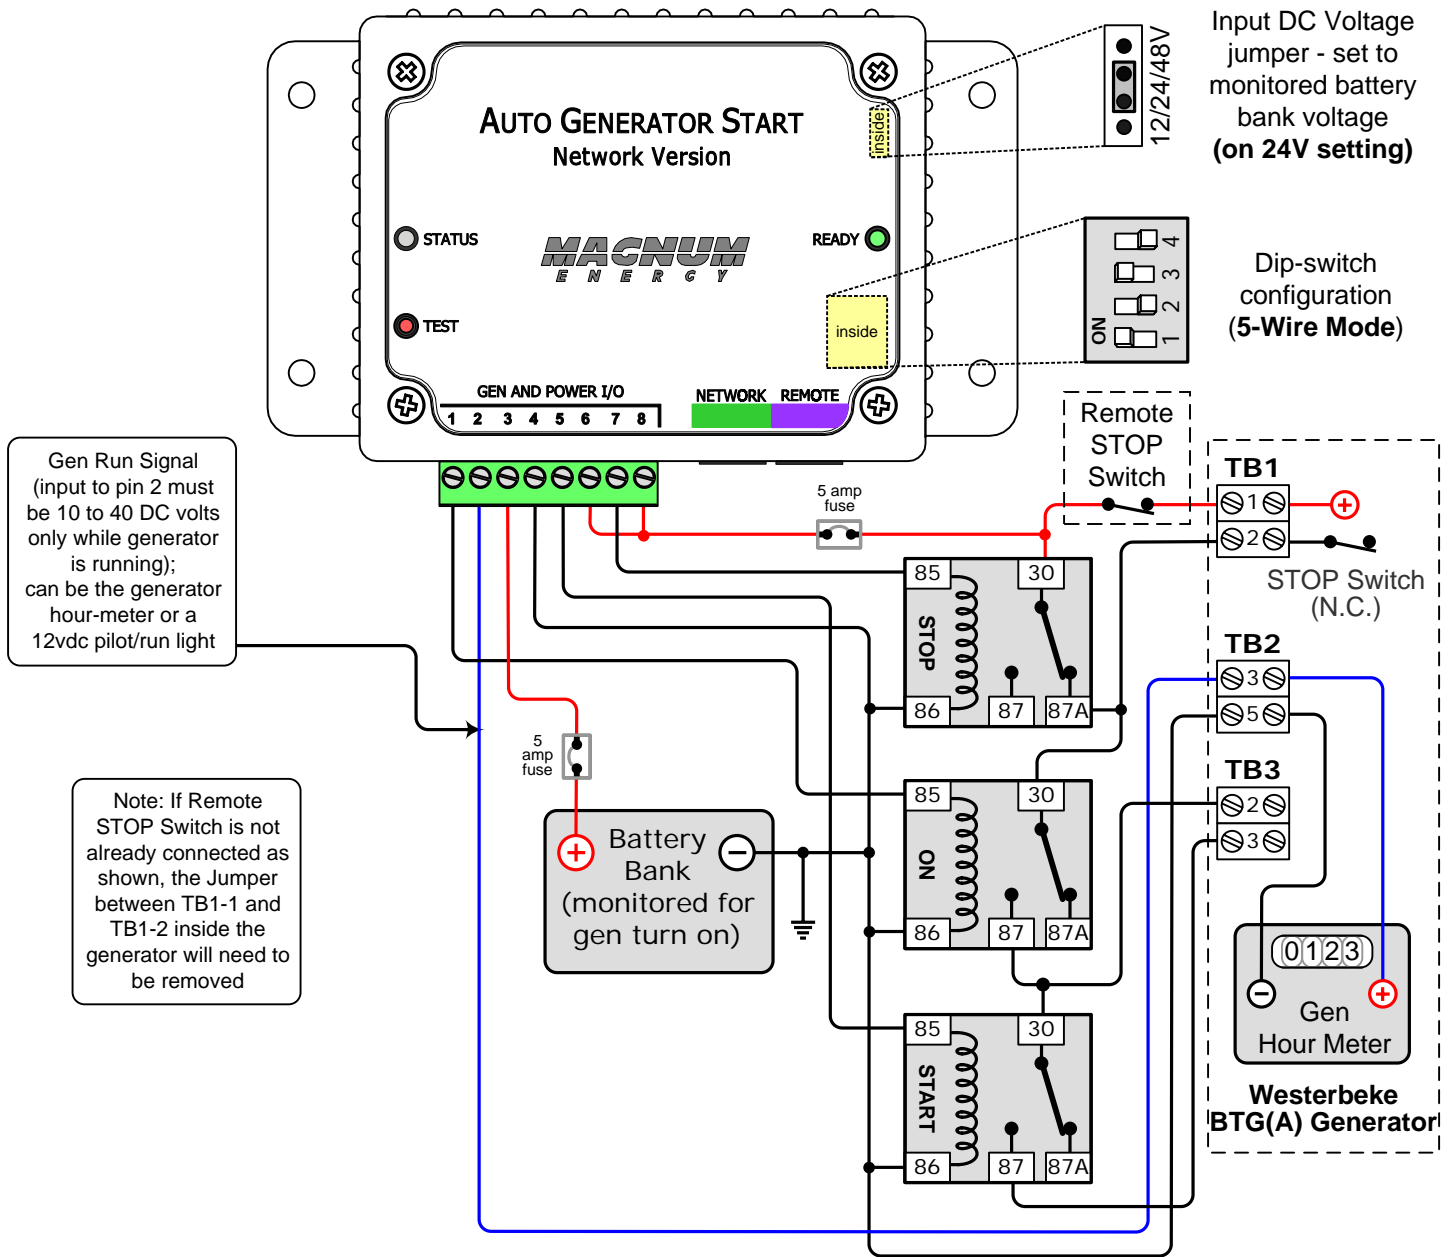 Input DC Voltage
jumper - set to
monitored battery
bank voltage
(on 24V setting)
12/24/48V
inside
AUTO GENERATOR START
Network Version
STATUS
MAGNUM
ENERGY
READY
TEST
inside
4
3
2
1
ON
Dip-switch
configuration
(5-Wire Mode)
GEN AND POWER I/O
1 2 3 4 5 6 7 8
NETWORK REMOTE
Gen Run Signal
(input to pin 2 must
be 10 to 40 DC volts
only while generator
is running);
can be the generator
hour-meter or a
12vdc pilot/run light
5 amp
fuse
Remote
STOP
Switch
TB1
1
2
STOP Switch
(N.C.)
85 30
STOP
86 87 87A
TB2
3
5
5
amp
fuse
Note: If Remote
STOP Switch is not
already connected as
shown, the Jumper
between TB1-1 and
TB1-2 inside the
generator will need to
be removed
Battery
Bank
(monitored for
gen turn on)
+
−
85 30
ON
86 87 87A
TB3
2
3
85 30
START
86 87 87A
0123
−
+
Gen
Hour Meter
Westerbeke
BTG(A) Generator
+